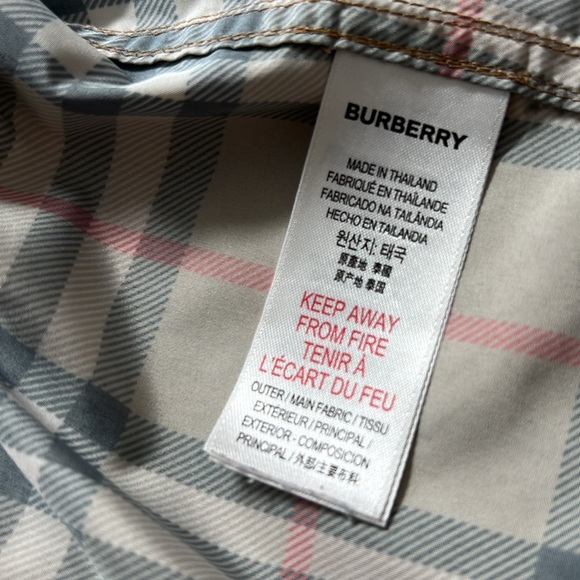 BURBERRY
MADE IN THAILAND
FABRIQUÉ EN THAÏLANDE
FABRICADO NA TAILÂNDIA
HECHO EN TAILANDIA
원산지: 태국
原產地 泰國
原产地 泰国
KEEP AWAY
FROM FIRE
TENIR À
L'ÉCART DU FEU
OUTER / MAIN FABRIC / TISSU
EXTÉRIEUR / PRINCIPAL /
EXTERIOR - COMPOSICION
PRINCIPAL / 外部/主要布料